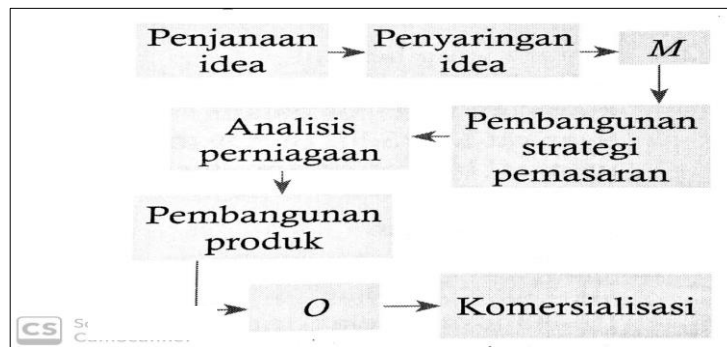 Penjanaan
idea
Penyaringan
idea
M
Pembangunan
strategi
pemasaran
Analisis
perniagaan
Pembangunan
produk
O
Komersialisasi
CS